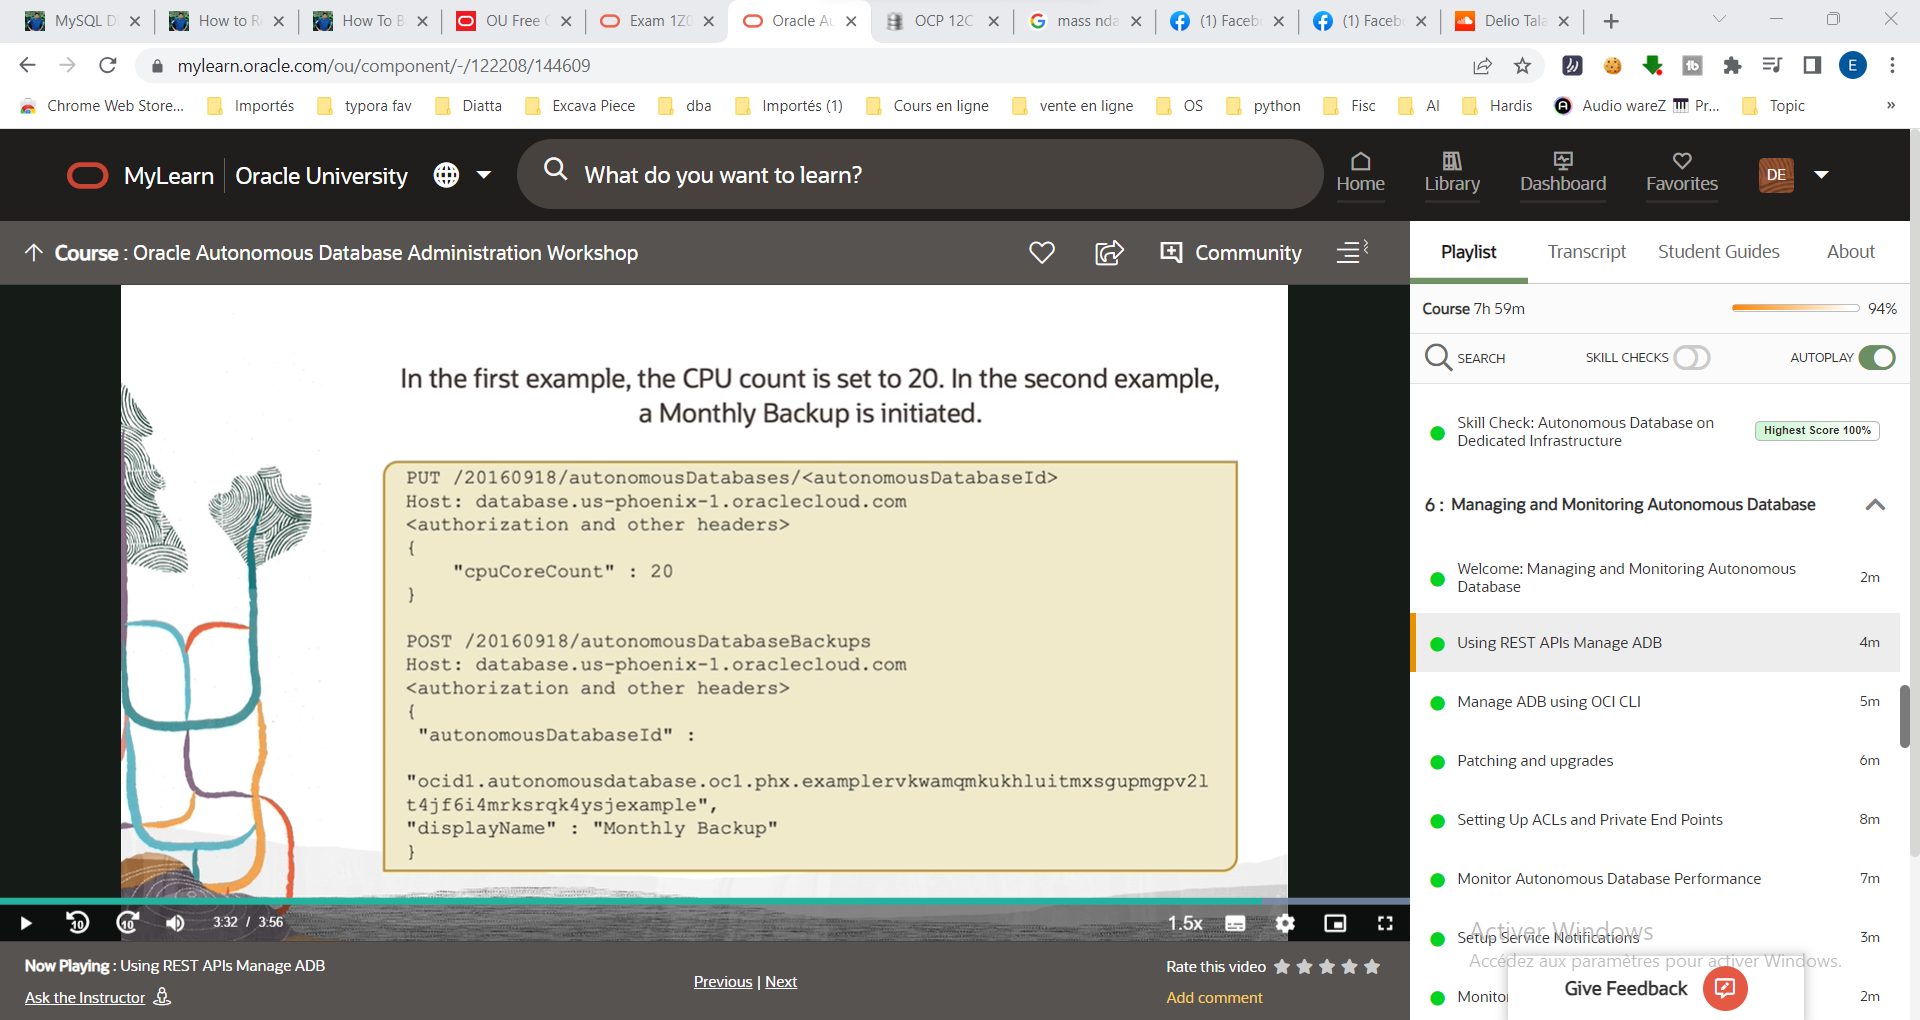 MySQL D
How to R
How To B
OU Free
Exam 1Z0
Oracle Au
OCP 12C
mass nda
(1) Faceb
(1) Faceb
Delio Tala
mylearn.oracle.com/ou/component/-/122208/144609
E
Chrome Web Store...
Importés
typora fav
Diatta
Excava Piece
dba
Importés (1)
Cours en ligne
vente en ligne
OS
python
Fisc
AI
Hardis
Audio wareZ
Pr...
Topic
»
MyLearn
Oracle University
What do you want to learn?
Home
Library
Dashboard
Favorites
DE
Course : Oracle Autonomous Database Administration Workshop
Community
In the first example, the CPU count is set to 20. In the second example,
a Monthly Backup is initiated.
PUT /20160918/autonomousDatabases/<autonomousDatabaseId>
Host: database.us-phoenix-1.oraclecloud.com
<authorization and other headers>
{
"cpuCoreCount" : 20
}
POST /20160918/autonomousDatabaseBackups
Host: database.us-phoenix-1.oraclecloud.com
<authorization and other headers>
{
"autonomousDatabaseId" :
"ocid1.autonomousdatabase.oc1.phx.examplervkwamqmkukhluitmxsgupmgpv2l
t4jf6i4mrksrqk4ysjexample",
"displayName" : "Monthly Backup"
}
10
10
3:32 / 3:56
1.5x
Now Playing : Using REST APIs Manage ADB
Ask the Instructor
Previous | Next
Rate this video
Add comment
Playlist
Transcript
Student Guides
About
Course 7h 59m
94%
SEARCH
SKILL CHECKS
AUTOPLAY
Skill Check: Autonomous Database on
Dedicated Infrastructure
Highest Score 100%
6 : Managing and Monitoring Autonomous Database
Welcome: Managing and Monitoring Autonomous
Database
2m
Using REST APIs Manage ADB
4m
Manage ADB using OCI CLI
5m
Patching and upgrades
6m
Setting Up ACLs and Private End Points
8m
Monitor Autonomous Database Performance
7m
Activer Windows
Setup Service Notifications
3m
Accédez aux paramètres pour activer Windows.
Monitor
2m
Give Feedback